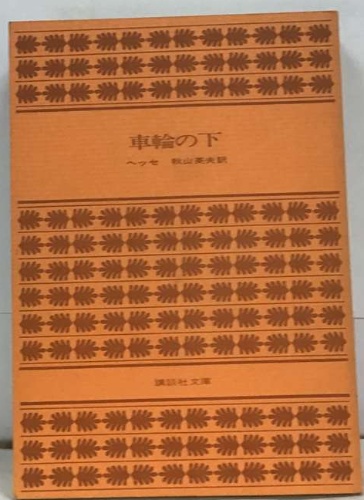 車輪の下
ヘッセ 秋山英夫訳
講談社文庫